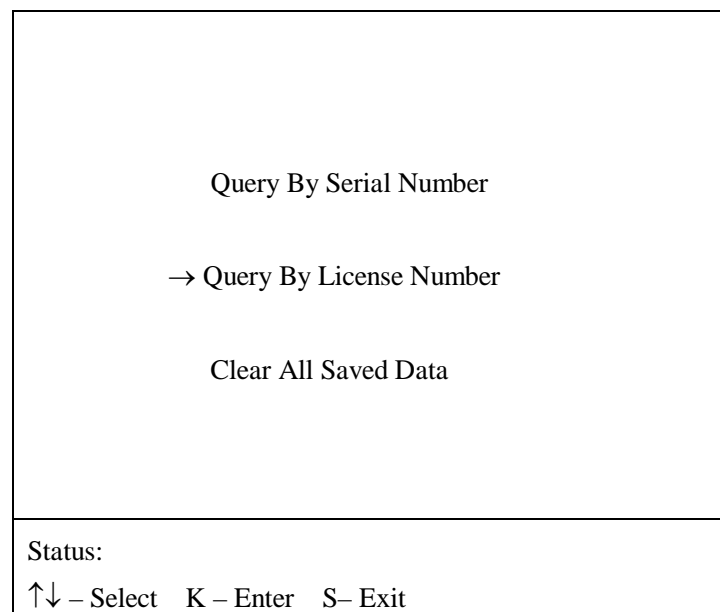 Query By Serial Number
→ Query By License Number
Clear All Saved Data
Status:
↑↓ – Select K – Enter S– Exit